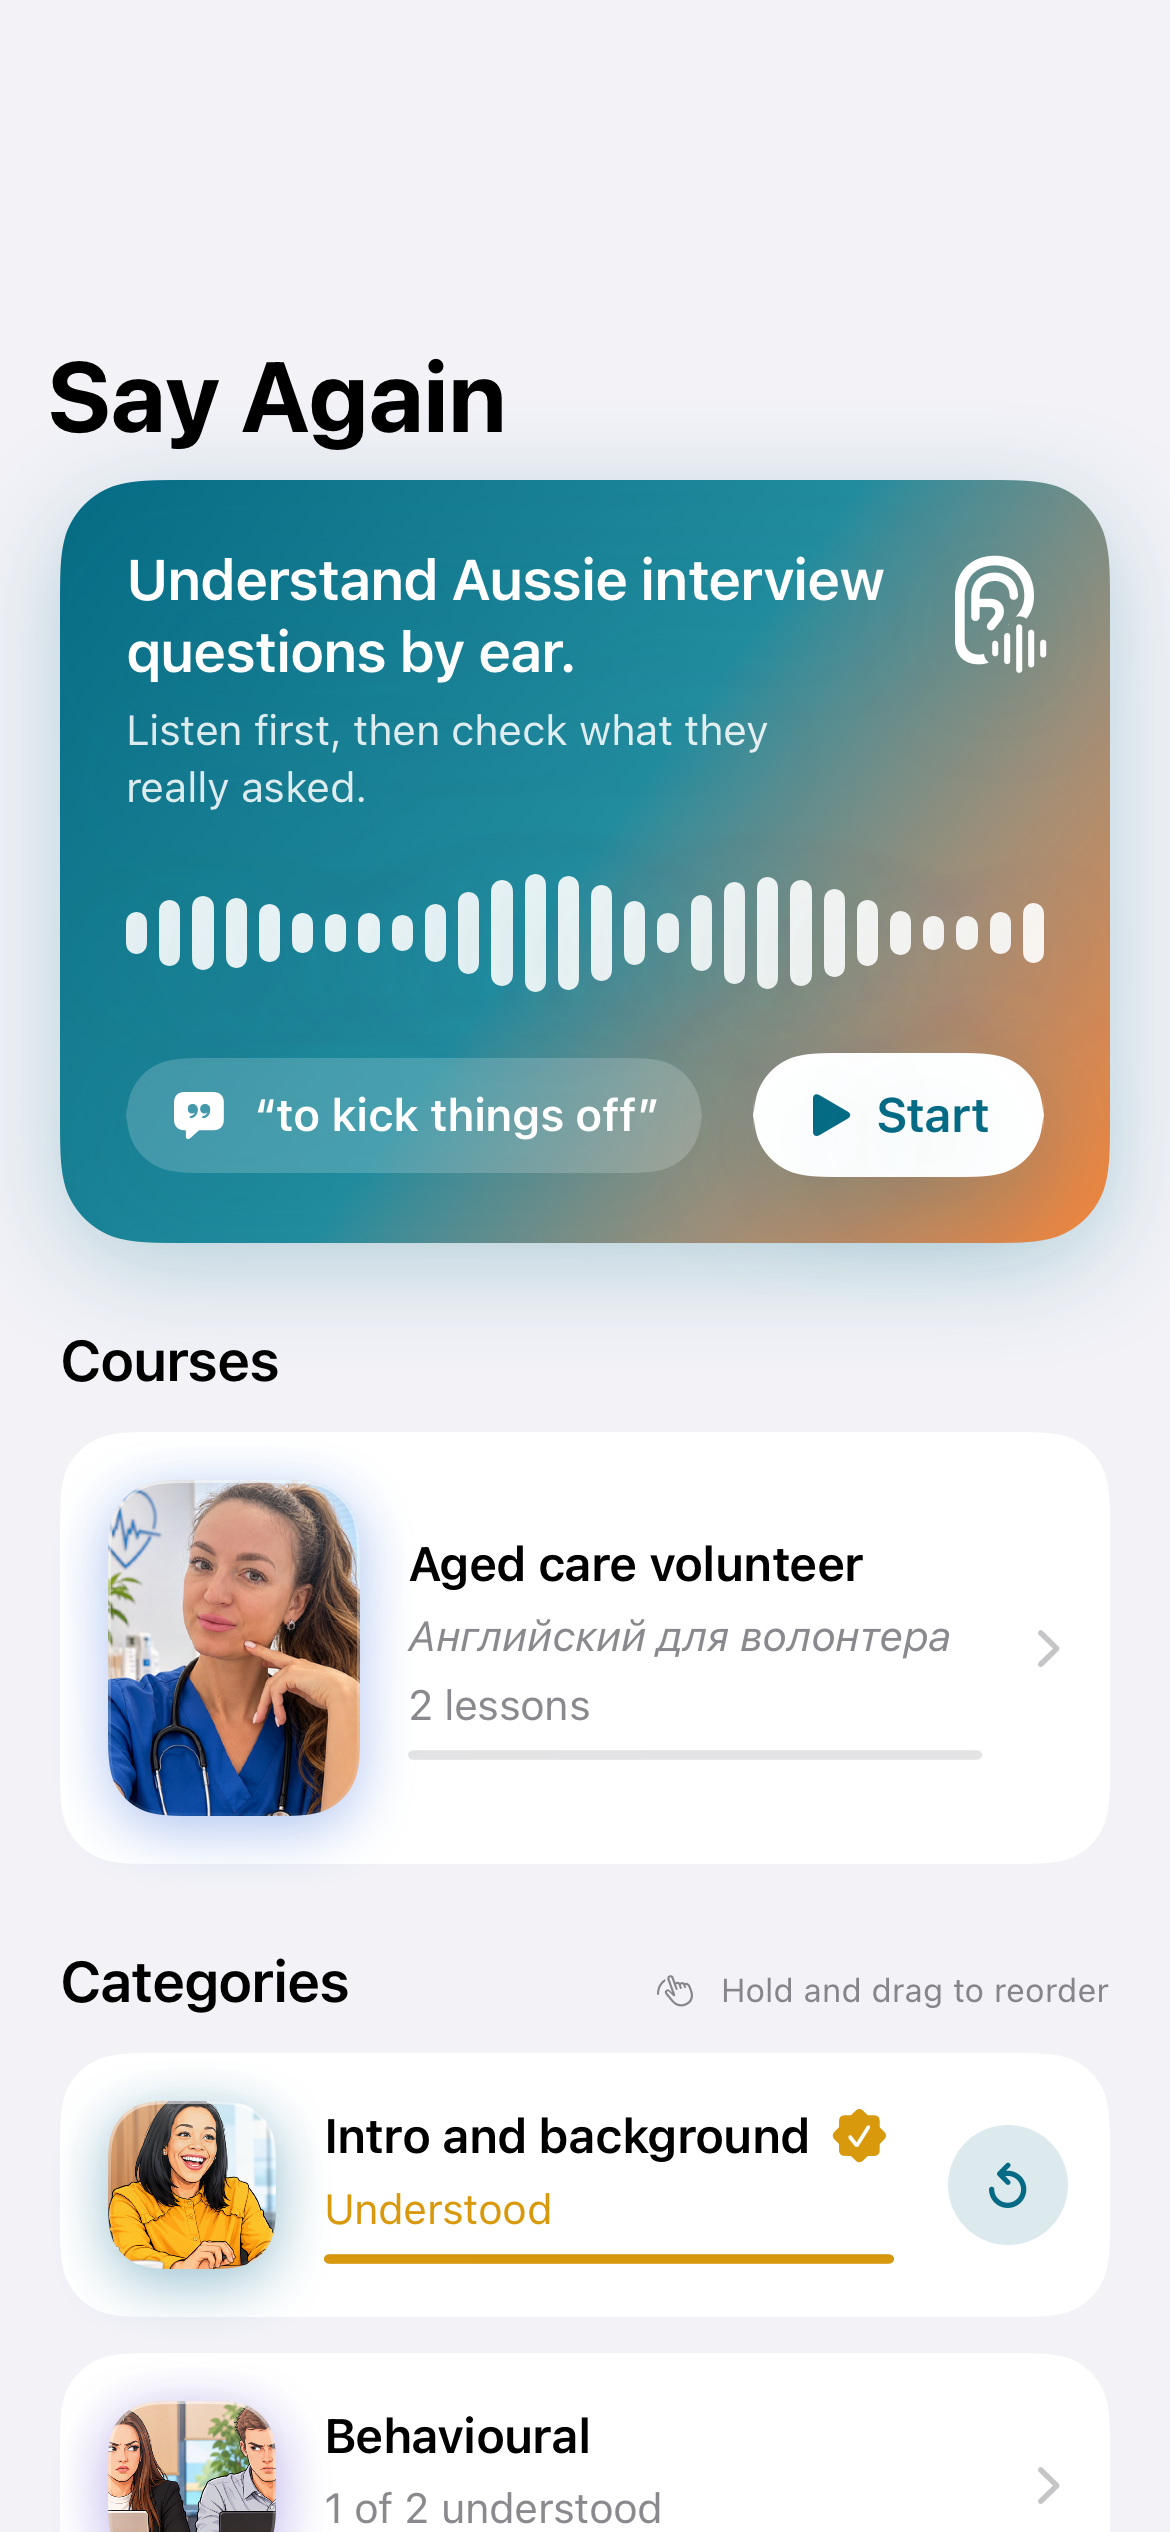 Say Again
Understand Aussie interview
questions by ear.
Listen first, then check what they
really asked.
“to kick things off”
Start
Courses
Aged care volunteer
Английский для волонтера
2 lessons
Categories
Hold and drag to reorder
Intro and background
Understood
Behavioural
1 of 2 understood